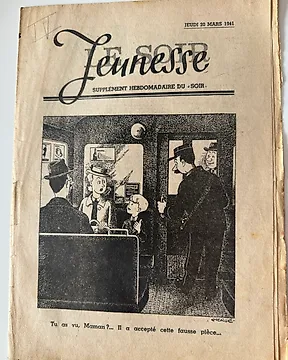 JEUDI 20 MARS 1941
LE SOIR
Jeunesse
SUPPLÉMENT HEBDOMADAIRE DU «SOIR»
Tu as vu, Maman?... Il a accepté cette fausse pièce...